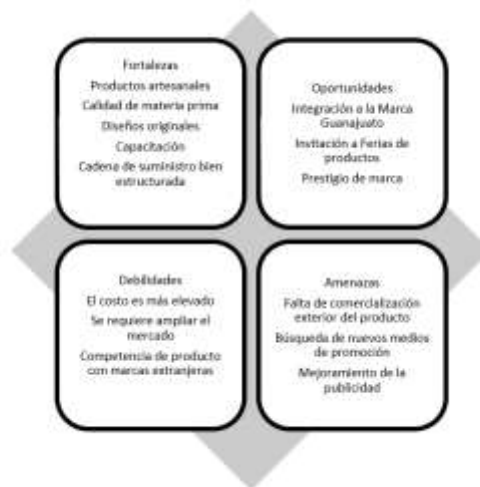 Fortalezas
Productos artesanales
Calidad de materia prima
Diseños originales
Capacitación
Cadena de suministro bien
estructurada
Oportunidades
Integración a la Marca
Guanajuato
Invitación a Ferias de
productos
Prestigio de marca
Debilidades
El costo es más elevado
Se requiere ampliar el
mercado
Competencia de producto
con marcas extranjeras
Amenazas
Falta de comercialización
exterior del producto
Búsqueda de nuevos medios
de promoción
Mejoramiento de la
publicidad